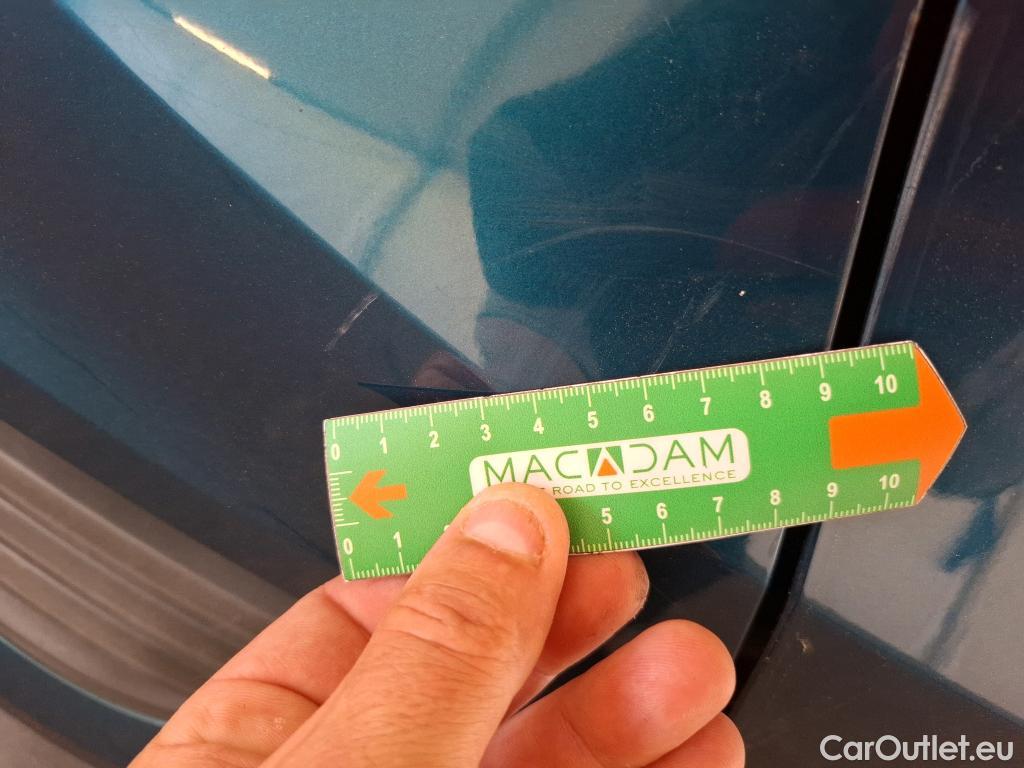 0 1 2 3 4 5 6 7 8 9 10
MACADAM
ROAD TO EXCELLENCE
0 1 5 6 7 8 9 10
CarOutlet.eu